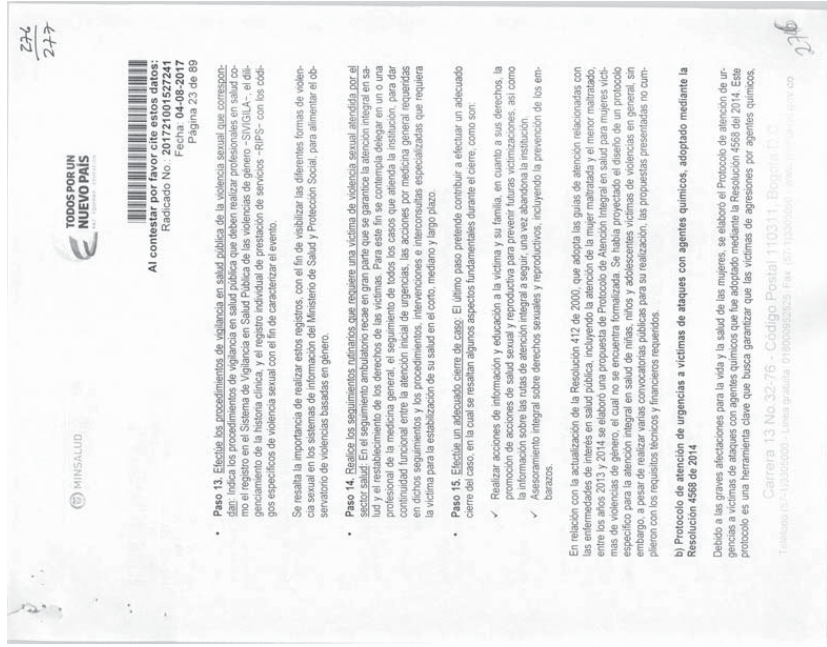 276
277
MINSALUD
TODOS POR UN
NUEVO PAÍS
Al contestar por favor cite estos datos:
Radicado No.: 201721001527241
Fecha: 04-08-2017
Página 23 de 89
• Paso 13. Efectúe los procedimientos de vigilancia en salud pública de la violencia sexual que correspon-
dan: Indica los procedimientos de vigilancia en salud pública que deben realizar profesionales en salud co-
mo el registro en el Sistema de Vigilancia en Salud Pública de las violencias de género -SIVIGILA-, el dili-
genciamiento de la historia clínica, y el registro individual de prestación de servicios –RIPS- con los códi-
gos específicos de violencia sexual con el fin de caracterizar el evento.
Se resalta la importancia de realizar estos registros, con el fin de visibilizar las diferentes formas de violen-
cia sexual en los sistemas de información del Ministerio de Salud y Protección Social, para alimentar el ob-
servatorio de violencias basadas en género.
• Paso 14. Realice los seguimientos rutinarios que requiere una víctima de violencia sexual atendida por el
sector salud: En el seguimiento ambulatorio recae en gran parte que se garantice la atención integral en sa-
lud y el restablecimiento de los derechos de las víctimas. Para este fin se contempla delegar en un o una
profesional de la medicina general, el seguimiento de todos los casos que atienda la institución, para dar
continuidad funcional entre la atención inicial de urgencias, las acciones por medicina general requeridas
en dichos seguimientos y los procedimientos, intervenciones e interconsultas especializadas que requiera
la víctima para la estabilización de su salud en el corto, mediano y largo plazo.
• Paso 15. Efectúe un adecuado cierre de caso: El último paso pretende contribuir a efectuar un adecuado
cierre del caso, en la cual se resaltan algunos aspectos fundamentales durante el cierre, como son:
✓ Realizar acciones de información y educación a la víctima y su familia, en cuanto a sus derechos, la
promoción de acciones de salud sexual y reproductiva para prevenir futuras victimizaciones, así como
la información sobre las rutas de atención integral a seguir, una vez abandona la institución.
✓ Asesoramiento integral sobre derechos sexuales y reproductivos, incluyendo la prevención de los em-
barazos.
En relación con la actualización de la Resolución 412 de 2000, que adopta las guías de atención relacionadas con
las enfermedades de interés en salud pública, incluyendo la atención de la mujer maltratada y el menor maltratado,
entre los años 2013 y 2014 se elaboró una propuesta de Protocolo de Atención Integral en salud para mujeres vícti-
mas de violencias de género, el cual no se encuentra formalizada. Se había proyectado el diseño de un protocolo
específico para la atención integral en salud de niñas, niños y adolescentes víctimas de violencias en general, sin
embargo, a pesar de realizar varias convocatorias públicas para su realización, las propuestas presentadas no cum-
plieron con los requisitos técnicos y financieros requeridos.
b) Protocolo de atención de urgencias a víctimas de ataques con agentes químicos, adoptado mediante la
Resolución 4568 de 2014
Debido a las graves afectaciones para la vida y la salud de las mujeres, se elaboró el Protocolo de atención de ur-
gencias a víctimas de ataques con agentes químicos que fue adoptado mediante la Resolución 4568 del 2014. Este
protocolo es una herramienta clave que busca garantizar que las víctimas de agresiones por agentes químicos,
Carrera 13 No.32-76 - Código Postal 110311, Bogotá D.C